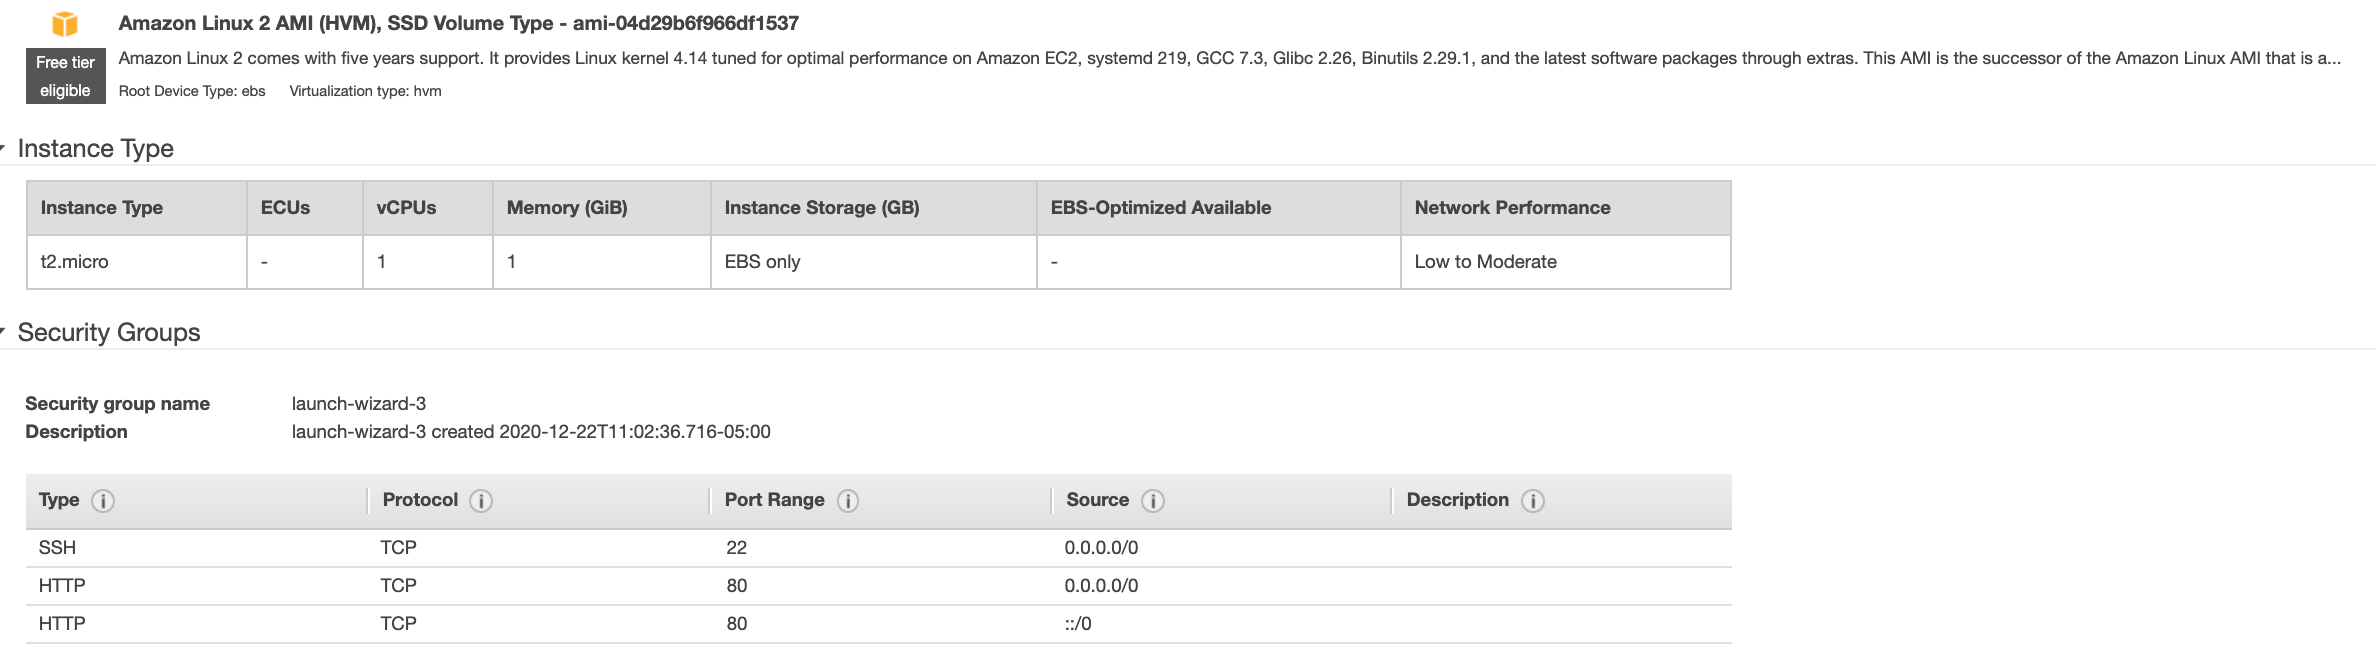 Amazon Linux 2 AMI (HVM), SSD Volume Type - ami-04d29b6f966df1537
Free tier eligible
Amazon Linux 2 comes with five years support. It provides Linux kernel 4.14 tuned for optimal performance on Amazon EC2, systemd 219, GCC 7.3, Glibc 2.26, Binutils 2.29.1, and the latest software packages through extras. This AMI is the successor of the Amazon Linux AMI that is a...
Root Device Type: ebs Virtualization type: hvm
Instance Type
Instance Type ECUs vCPUs Memory (GiB) Instance Storage (GB) EBS-Optimized Available Network Performance
t2.micro - 1 1 EBS only - Low to Moderate
Security Groups
Security group name launch-wizard-3
Description launch-wizard-3 created 2020-12-22T11:02:36.716-05:00
Type i Protocol i Port Range i Source i Description i
SSH TCP 22 0.0.0.0/0
HTTP TCP 80 0.0.0.0/0
HTTP TCP 80 ::/0